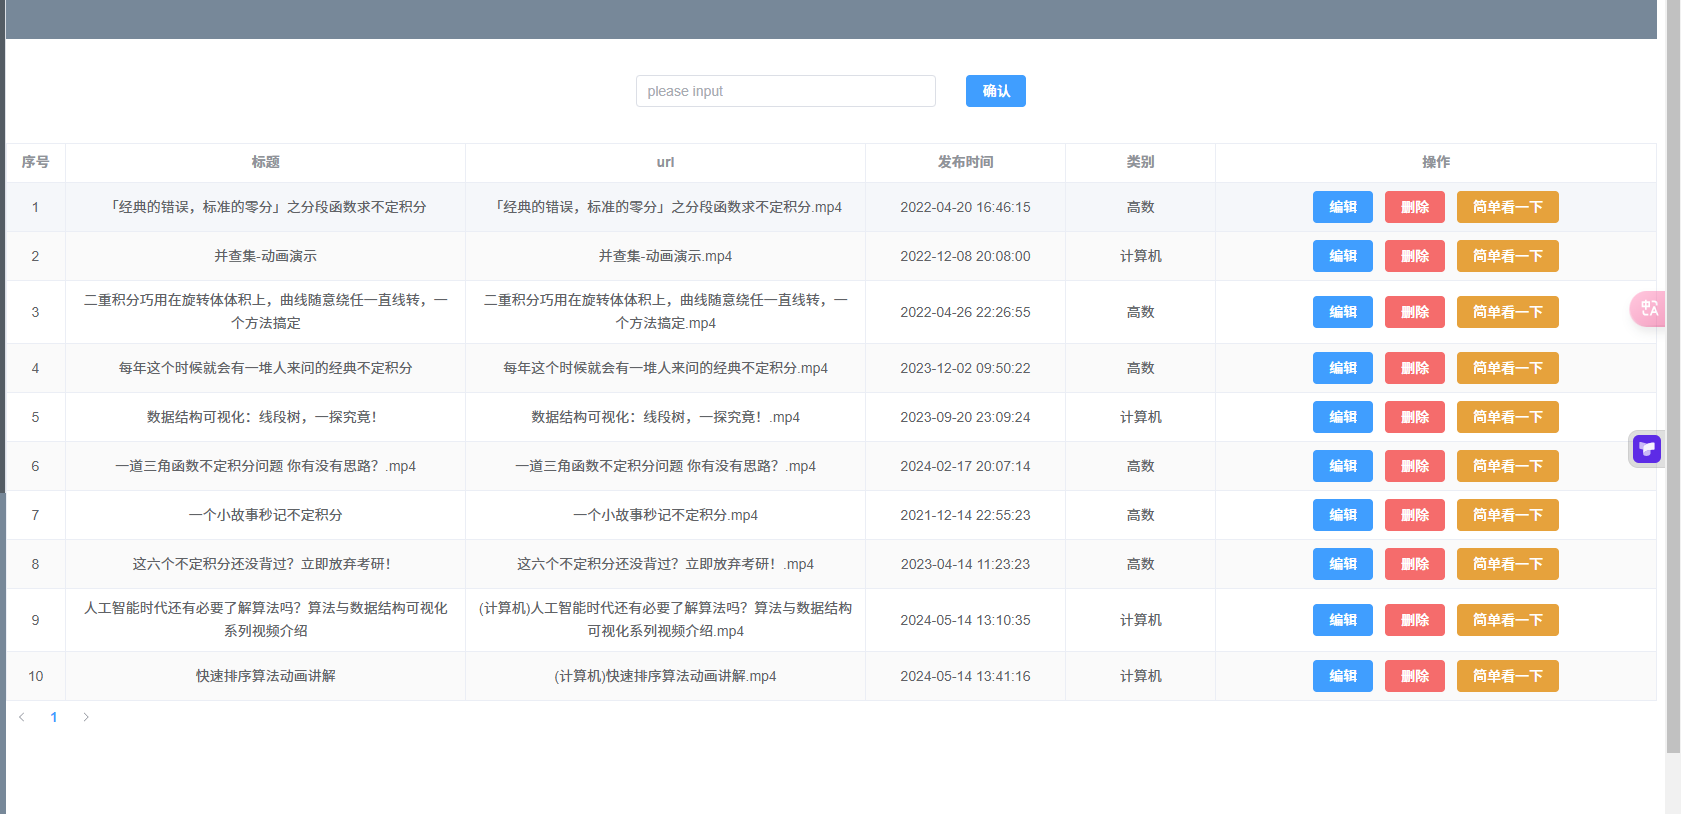 please input 确认
序号 标题 url 发布时间 类别 操作
1 「经典的错误，标准的零分」之分段函数求不定积分 「经典的错误，标准的零分」之分段函数求不定积分.mp4 2022-04-20 16:46:15 高数 编辑 删除 简单看一下
2 并查集-动画演示 并查集-动画演示.mp4 2022-12-08 20:08:00 计算机 编辑 删除 简单看一下
二重积分巧用在旋转体体积上，曲线随意绕任一直线转，一 二重积分巧用在旋转体体积上，曲线随意绕任一直线转，一
3 2022-04-26 22:26:55 高数 编辑 删除 简单看一下
个方法搞定 个方法搞定.mp4
4 每年这个时候就会有一堆人来问的经典不定积分 每年这个时候就会有一堆人来问的经典不定积分.mp4 2023-12-02 09:50:22 高数 编辑 删除 简单看一下
5 数据结构可视化：线段树，一探究竟！ 数据结构可视化：线段树，一探究竟！.mp4 2023-09-20 23:09:24 计算机 编辑 删除 简单看一下
6 一道三角函数不定积分问题 你有没有思路？.mp4 一道三角函数不定积分问题 你有没有思路？.mp4 2024-02-17 20:07:14 高数 编辑 删除 简单看一下
7 一个小故事秒记不定积分 一个小故事秒记不定积分.mp4 2021-12-14 22:55:23 高数 编辑 删除 简单看一下
8 这六个不定积分还没背过？立即放弃考研！ 这六个不定积分还没背过？立即放弃考研！.mp4 2023-04-14 11:23:23 高数 编辑 删除 简单看一下
人工智能时代还有必要了解算法吗？算法与数据结构可视化 (计算机)人工智能时代还有必要了解算法吗？算法与数据结构
9 2024-05-14 13:10:35 计算机 编辑 删除 简单看一下
系列视频介绍 可视化系列视频介绍.mp4
10 快速排序算法动画讲解 (计算机)快速排序算法动画讲解.mp4 2024-05-14 13:41:16 计算机 编辑 删除 简单看一下
1